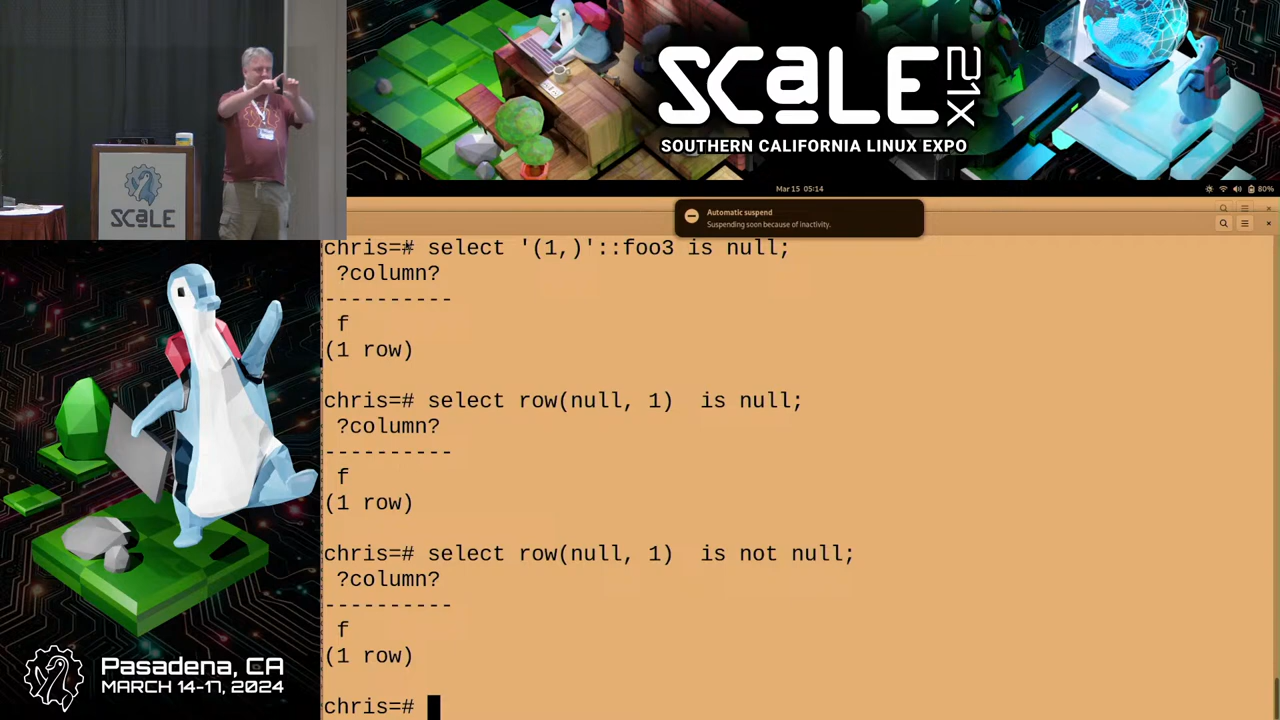 SCaLE 21x
SOUTHERN CALIFORNIA LINUX EXPO
SCaLE
Mar 15 05:14
80%
Automatic suspend
Suspending soon because of inactivity.
chris=# select '(1,)'::foo3 is null;
?column?
----------
f
(1 row)
chris=# select row(null, 1)  is null;
?column?
----------
f
(1 row)
chris=# select row(null, 1)  is not null;
?column?
----------
f
(1 row)
chris=#
Pasadena, CA
MARCH 14-17, 2024